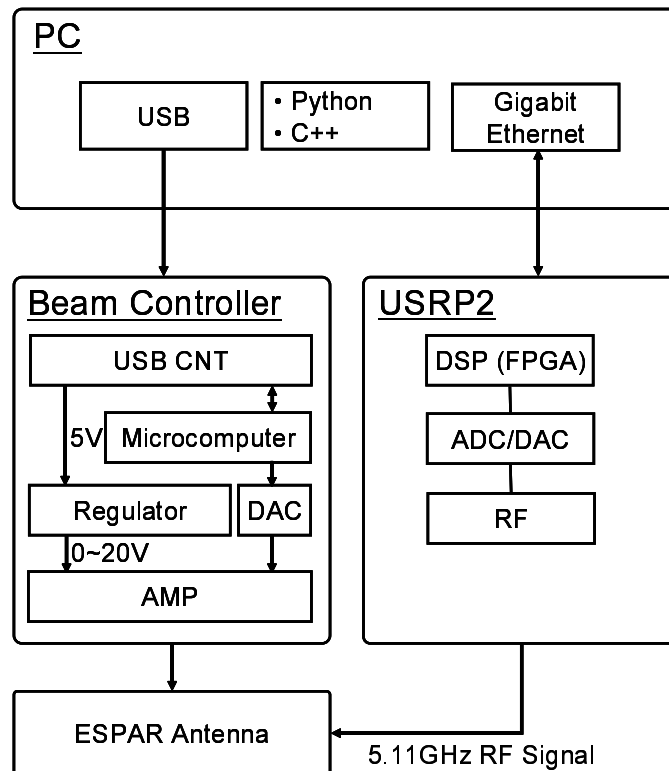 PC
USB
・Python
・C++
Gigabit
Ethernet
Beam Controller
USB CNT
5V
Microcomputer
Regulator
DAC
0~20V
AMP
USRP2
DSP (FPGA)
ADC/DAC
RF
ESPAR Antenna
5.11GHz RF Signal